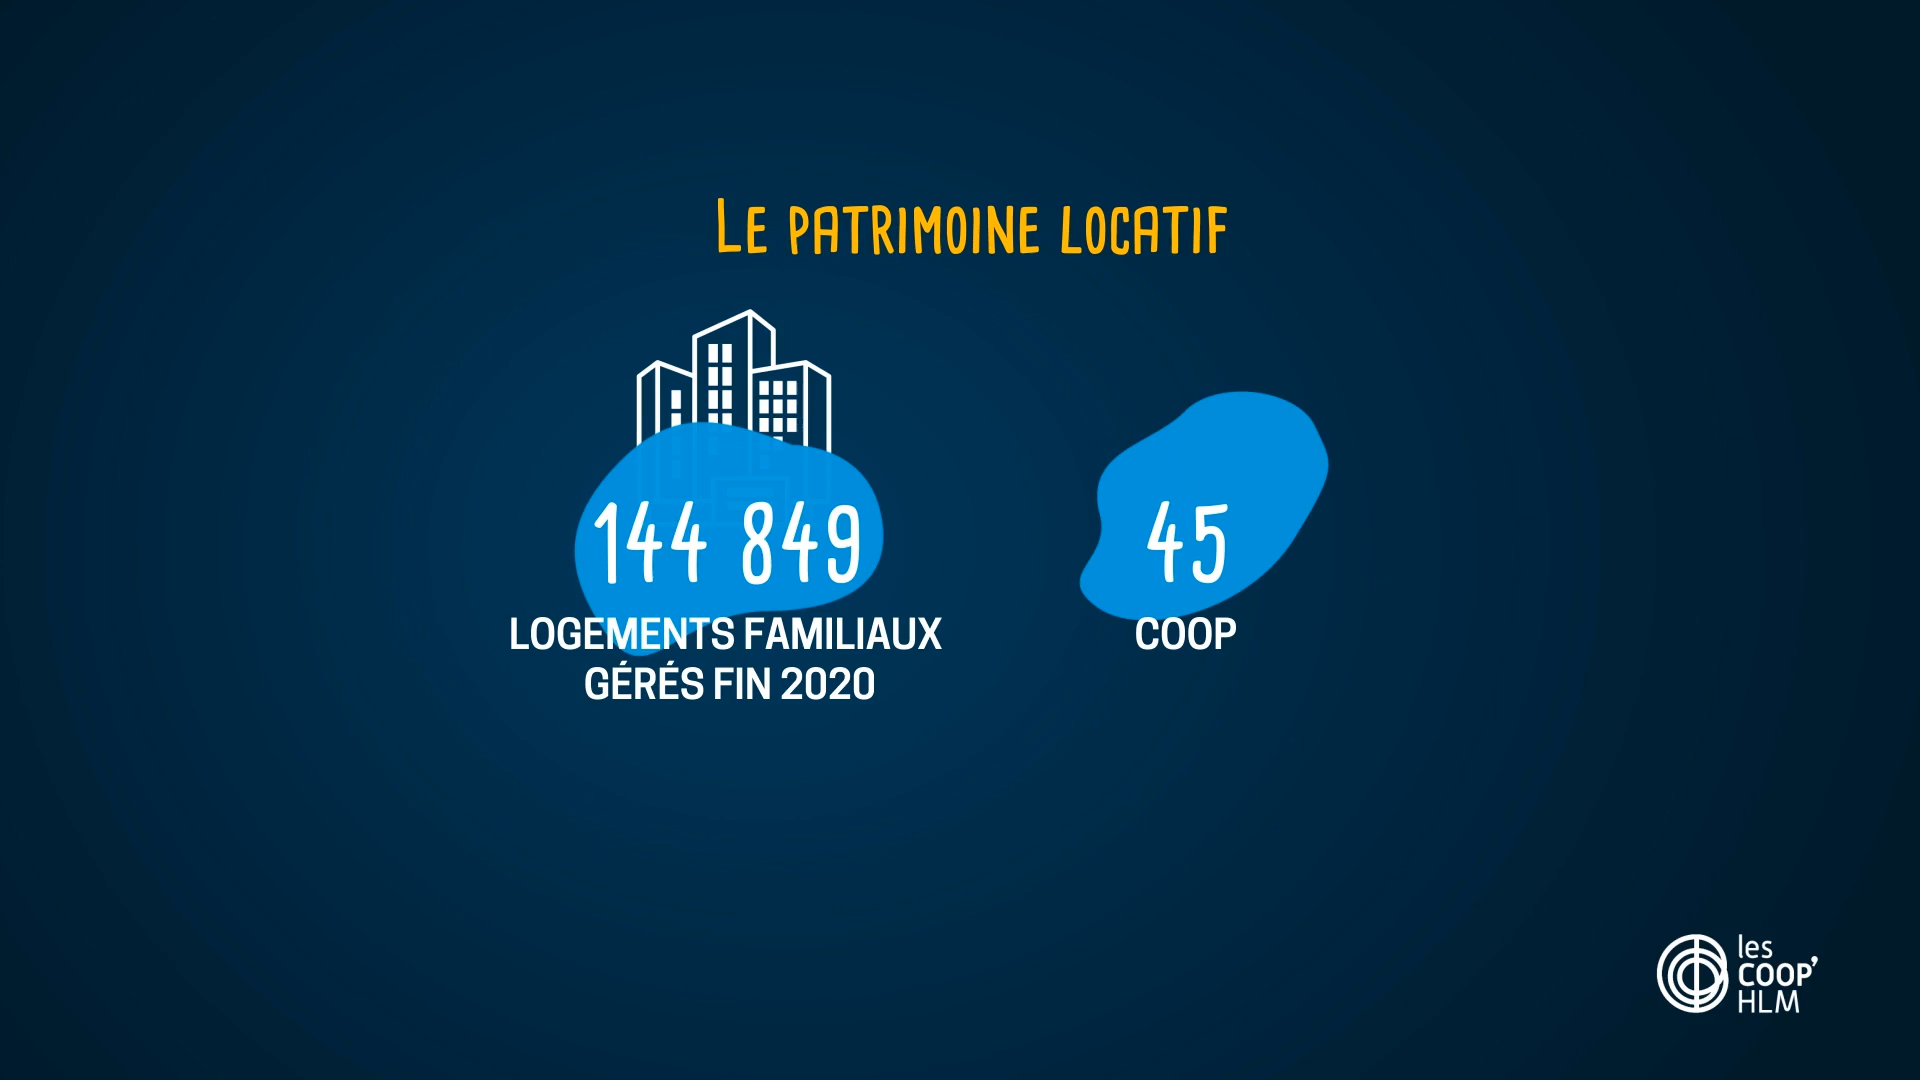 Le patrimoine locatif
144 849
LOGEMENTS FAMILIAUX
GÉRÉS FIN 2020
45
COOP
les
COOP'
HLM